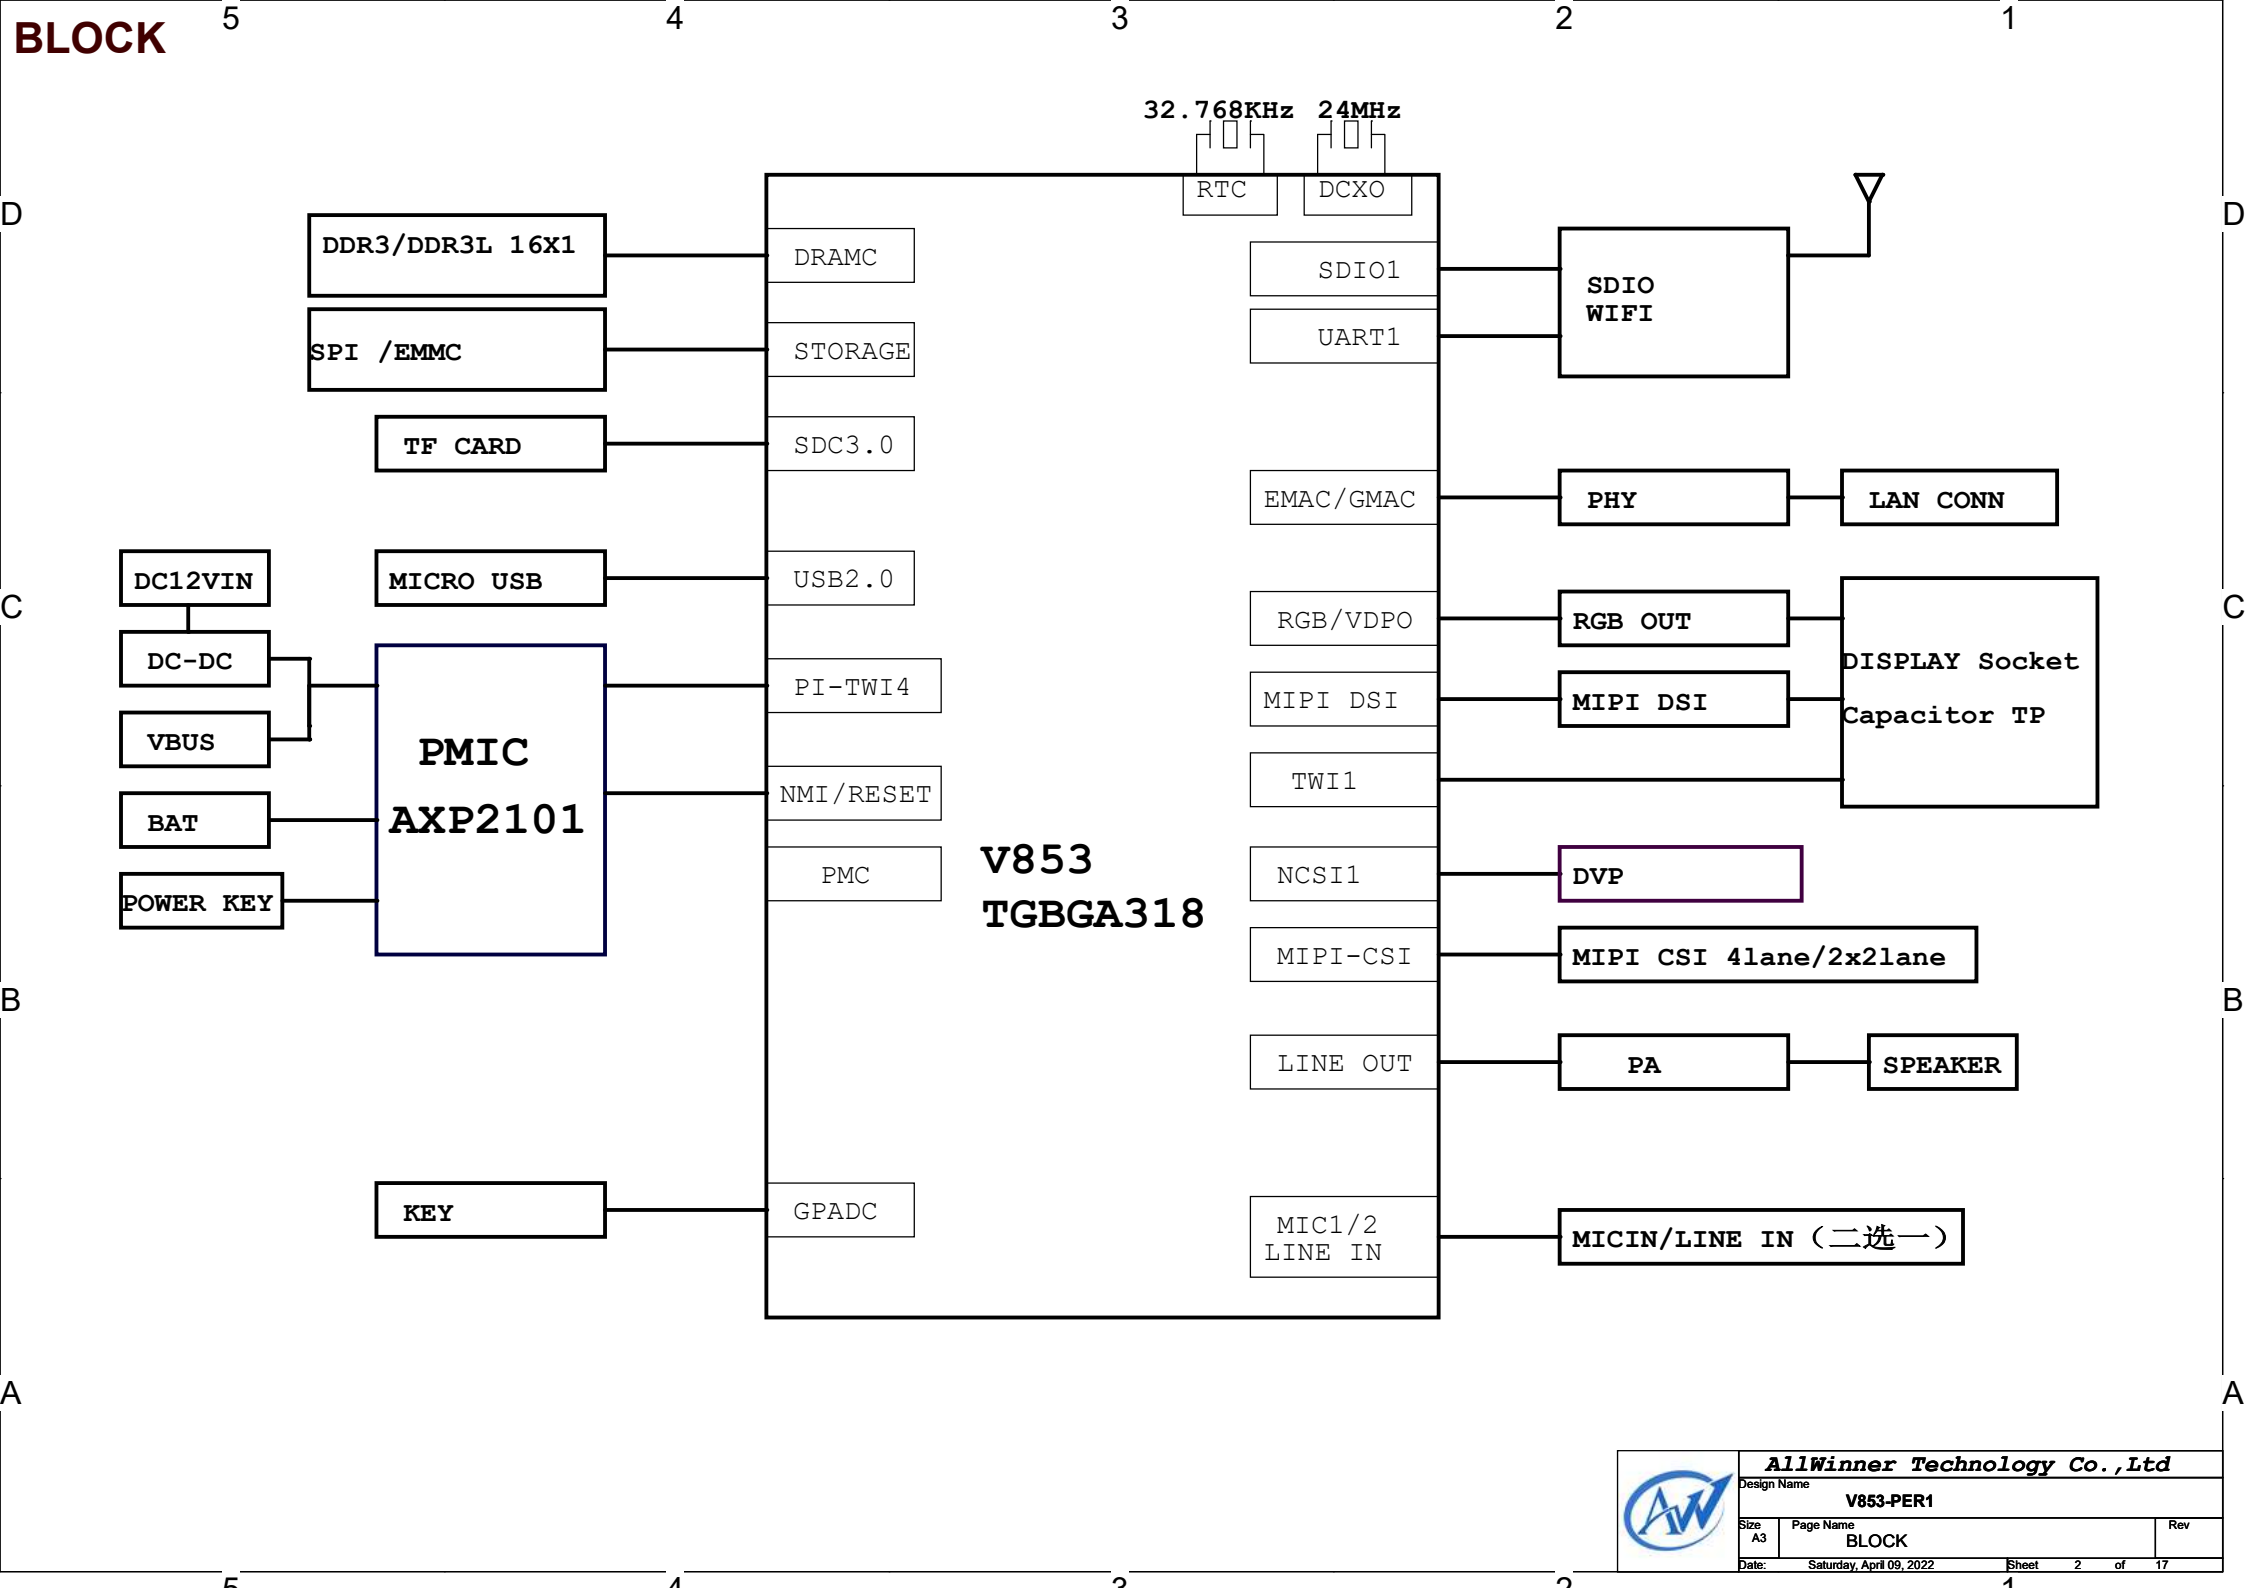 5 4 3 2 1
BLOCK
32.768KHz 24MHz
RTC DCXO
D D
DDR3/DDR3L 16X1 DRAMC
SDIO1
SDIO
WIFI
UART1
SPI /EMMC STORAGE
TF CARD SDC3.0
EMAC/GMAC PHY LAN CONN
DC12VIN MICRO USB USB2.0
C C
RGB/VDPO RGB OUT
DC-DC
DISPLAY Socket
PI-TWI4
MIPI DSI MIPI DSI
Capacitor TP
VBUS
PMIC
TWI1
NMI/RESET
BAT
AXP2101
V853
PMC
NCSI1 DVP
POWER KEY
TGBGA318
MIPI-CSI MIPI CSI 4lane/2x2lane
B B
LINE OUT PA SPEAKER
KEY GPADC
MIC1/2
LINE IN
MICIN/LINE IN（二选一）
A A
AW
AllWinner Technology Co.,Ltd
Design Name
V853-PER1
Size Page Name Rev
A3 BLOCK
Date: Saturday, April 09, 2022 Sheet 2 of 17
5 4 3 2 1